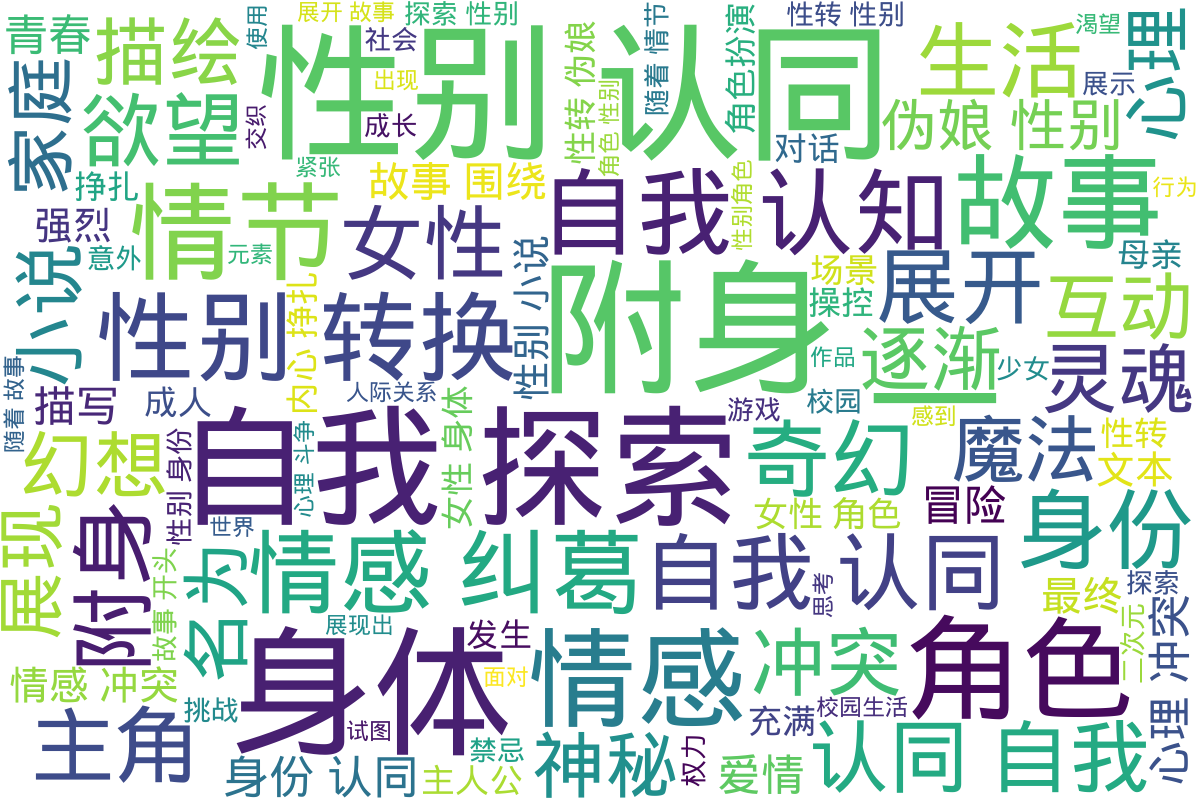 青春
描绘
使用
展开 故事
探索 性别
社会
出现
性别 认同
性转 伪娘
随着 情节
角色扮演
性转 性别
生活
渴望
心理
展示
家庭
欲望
交织
成长
角色 性别
对话
伪娘 性别
挣扎
紧张
故事 围绕
自我 认知
性别角色
故事
行为
强烈
意外
情节
元素
女性
小说
性别 小说
场景
操控
展开
母亲
互动
性别 转换
内心 挣扎
附身
作品
逐渐
少女
灵魂
随着 故事
描写
成人
人际关系
游戏
校园
感到
幻想
性别 身份
自我 探索
心理 斗争
女性 身体
奇幻
魔法
性转
文本
世界
女性 角色
冒险
身份
展现
附身
故事 开头
名为
情感 纠葛
自我 认同
思考
最终
探索
二次元
心理 冲突
展现出
发生
情感 冲突
身体
面对
情感
冲突
角色
主角
挑战
试图
禁忌
神秘
权力
充满
校园生活
身份 认同
主人公
爱情
认同 自我